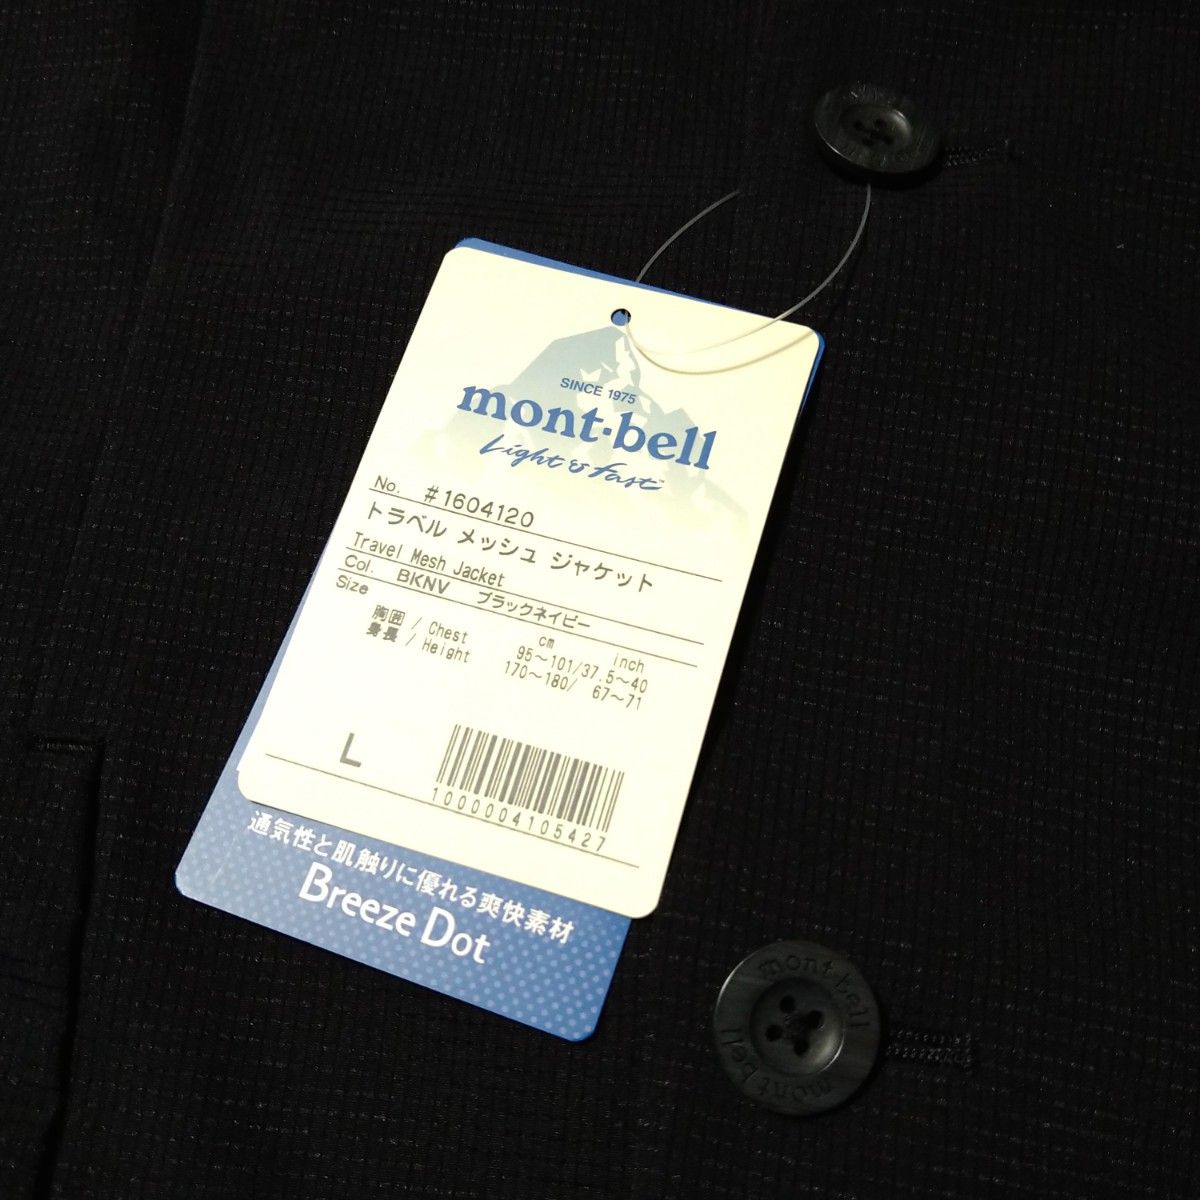 SINCE 1975
mont·bell
Light & Fast™
No. #1604120
トラベル メッシュ ジャケット
Travel Mesh Jacket
Col. BKNV ブラックネイビー
Size cm inch
胸囲 / Chest 95～101/37.5～40
身長 / Height 170～180/ 67～71
L
1000004105427
通気性と肌触りに優れる爽快素材
Breeze Dot
mont·bell
mont·bell